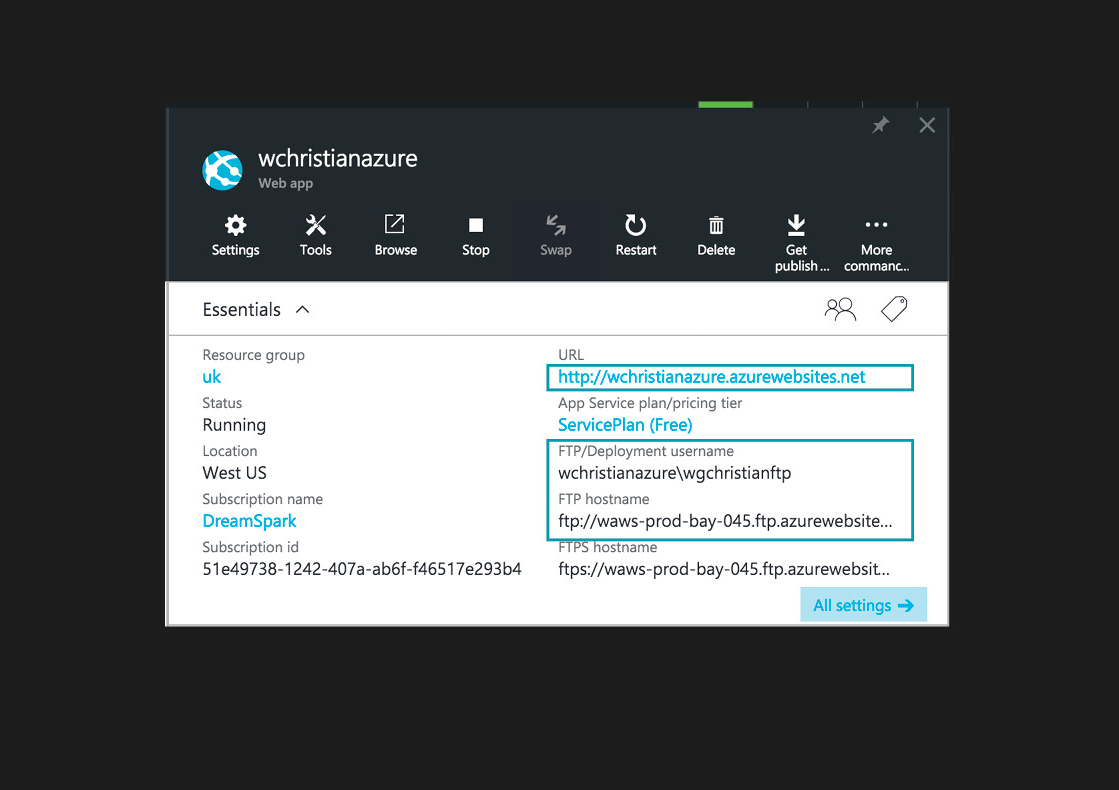 wchristianazure
Web app
Settings
Tools
Browse
Stop
Swap
Restart
Delete
Get
publish ...
More
commanc...
Essentials
Resource group
uk
Status
Running
Location
West US
Subscription name
DreamSpark
Subscription id
51e49738-1242-407a-ab6f-f46517e293b4
URL
http://wchristianazure.azurewebsites.net
App Service plan/pricing tier
ServicePlan (Free)
FTP/Deployment username
wchristianazure\wgchristianftp
FTP hostname
ftp://waws-prod-bay-045.ftp.azurewebsite...
FTPS hostname
ftps://waws-prod-bay-045.ftp.azurewebsit...
All settings